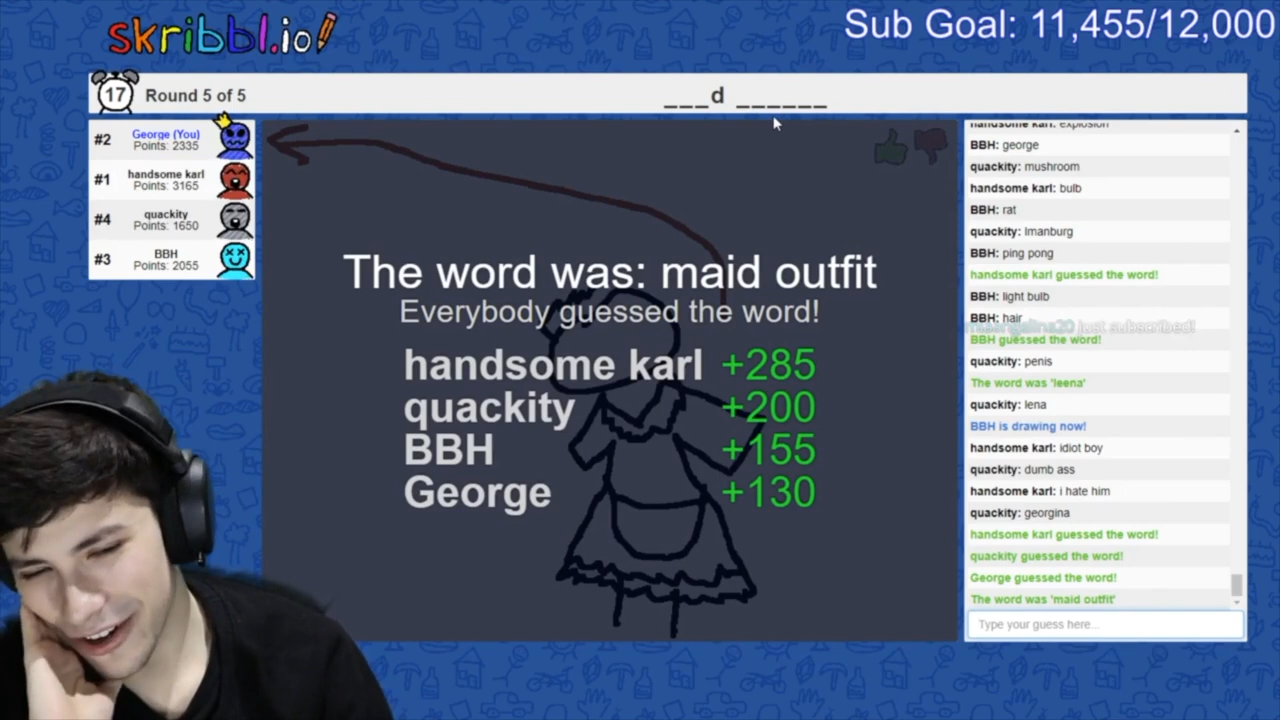 skribbl.io!
Sub Goal: 11,455/12,000
17
Round 5 of 5
___d ______
#2
George (You)
Points: 2335
#1
handsome karl
Points: 3165
#4
quackity
Points: 1650
#3
BBH
Points: 2055
The word was: maid outfit
Everybody guessed the word!
handsome karl +285
quackity +200
BBH +155
George +130
handsome karl: explosion
BBH: george
quackity: mushroom
handsome karl: bulb
BBH: rat
quackity: lmanburg
BBH: ping pong
handsome karl guessed the word!
BBH: light bulb
BBH: hair
just subscribed!
BBH guessed the word!
quackity: penis
The word was 'leena'
quackity: lena
BBH is drawing now!
handsome karl: idiot boy
quackity: dumb ass
handsome karl: i hate him
quackity: georgina
handsome karl guessed the word!
quackity guessed the word!
George guessed the word!
The word was 'maid outfit'
Type your guess here...